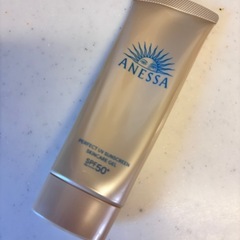 ANESSA
PERFECT UV SUNSCREEN
SKINCARE GEL
SPF50+